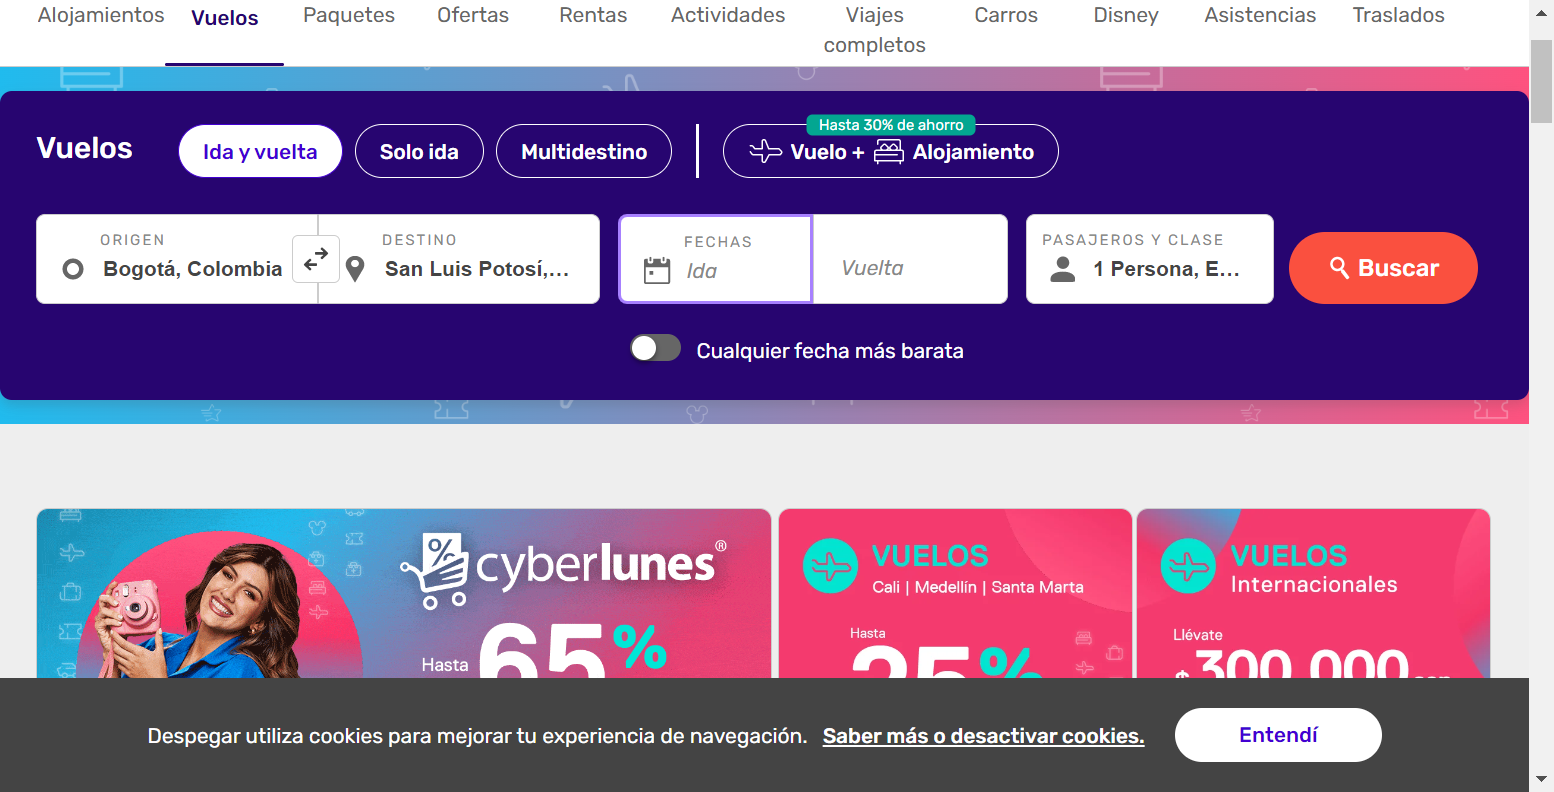 Alojamientos
Vuelos
Paquetes
Ofertas
Rentas
Actividades
Viajes
completos
Carros
Disney
Asistencias
Traslados
Vuelos
Ida y vuelta
Solo ida
Multidestino
Hasta 30% de ahorro
Vuelo + Alojamiento
ORIGEN
Bogotá, Colombia
DESTINO
San Luis Potosí,...
FECHAS
Ida
Vuelta
PASAJEROS Y CLASE
1 Persona, E...
Buscar
Cualquier fecha más barata
% cyberlunes®
Hasta 65%
VUELOS
Cali | Medellín | Santa Marta
Hasta
25%
VUELOS
Internacionales
Llévate
$300.000
Despegar utiliza cookies para mejorar tu experiencia de navegación. Saber más o desactivar cookies.
Entendí